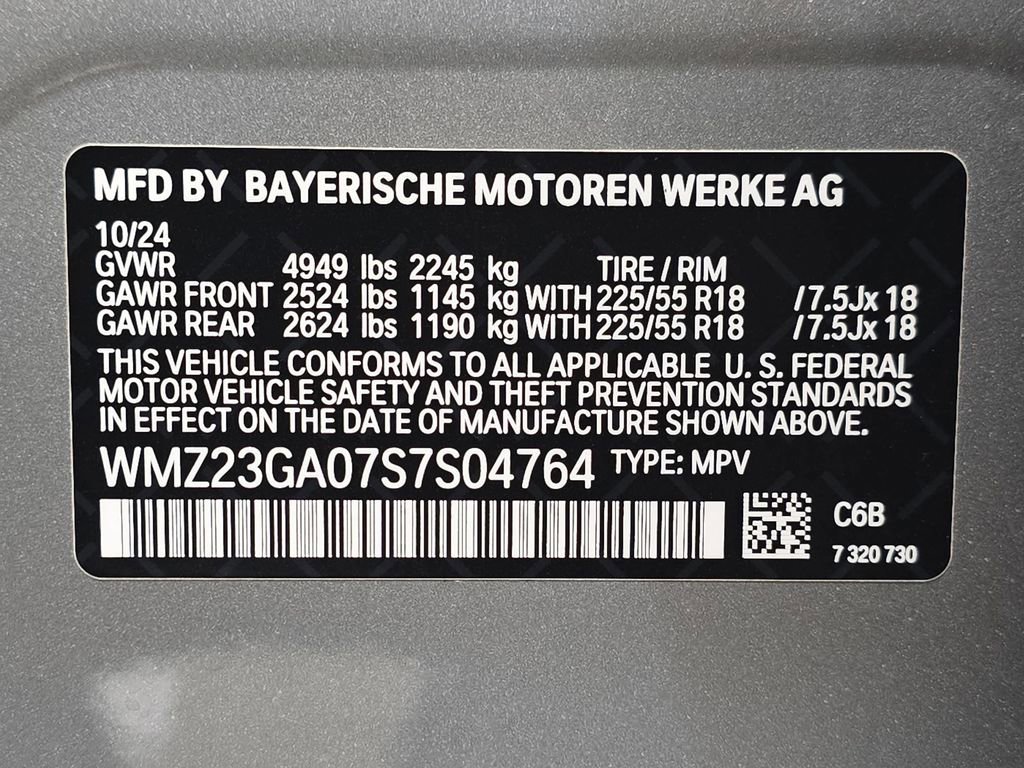 MFD BY BAYERISCHE MOTOREN WERKE AG
10/24
GVWR 4949 lbs 2245 kg TIRE / RIM
GAWR FRONT 2524 lbs 1145 kg WITH 225/55 R18 / 7.5Jx 18
GAWR REAR 2624 lbs 1190 kg WITH 225/55 R18 / 7.5Jx 18
THIS VEHICLE CONFORMS TO ALL APPLICABLE U. S. FEDERAL
MOTOR VEHICLE SAFETY AND THEFT PREVENTION STANDARDS
IN EFFECT ON THE DATE OF MANUFACTURE SHOWN ABOVE.
WMZ23GA07S7S04764 TYPE: MPV
C6B
7 320 730